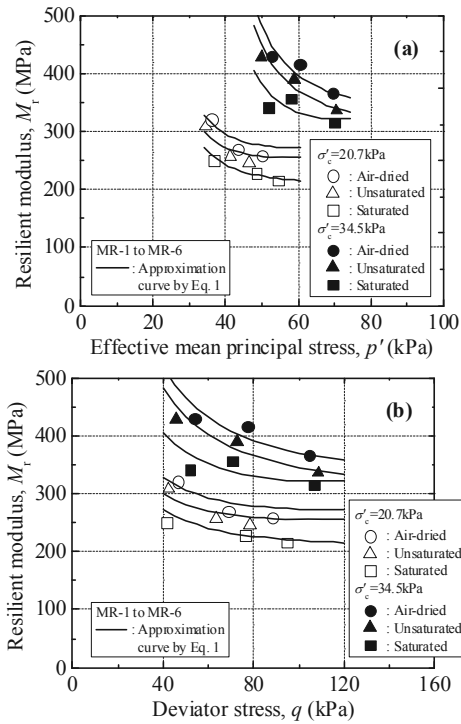 500
400
300
200
100
0
Resilient modulus, Mr (MPa)
(a)
σ'c=20.7kPa
: Air-dried
: Unsaturated
: Saturated
σ'c=34.5kPa
: Air-dried
: Unsaturated
: Saturated
MR-1 to MR-6
: Approximation
curve by Eq. 1
0 20 40 60 80 100
Effective mean principal stress, p' (kPa)
500
400
300
200
100
0
Resilient modulus, Mr (MPa)
(b)
σ'c=20.7kPa
: Air-dried
: Unsaturated
: Saturated
σ'c=34.5kPa
: Air-dried
: Unsaturated
: Saturated
MR-1 to MR-6
: Approximation
curve by Eq. 1
0 40 80 120 160
Deviator stress, q (kPa)